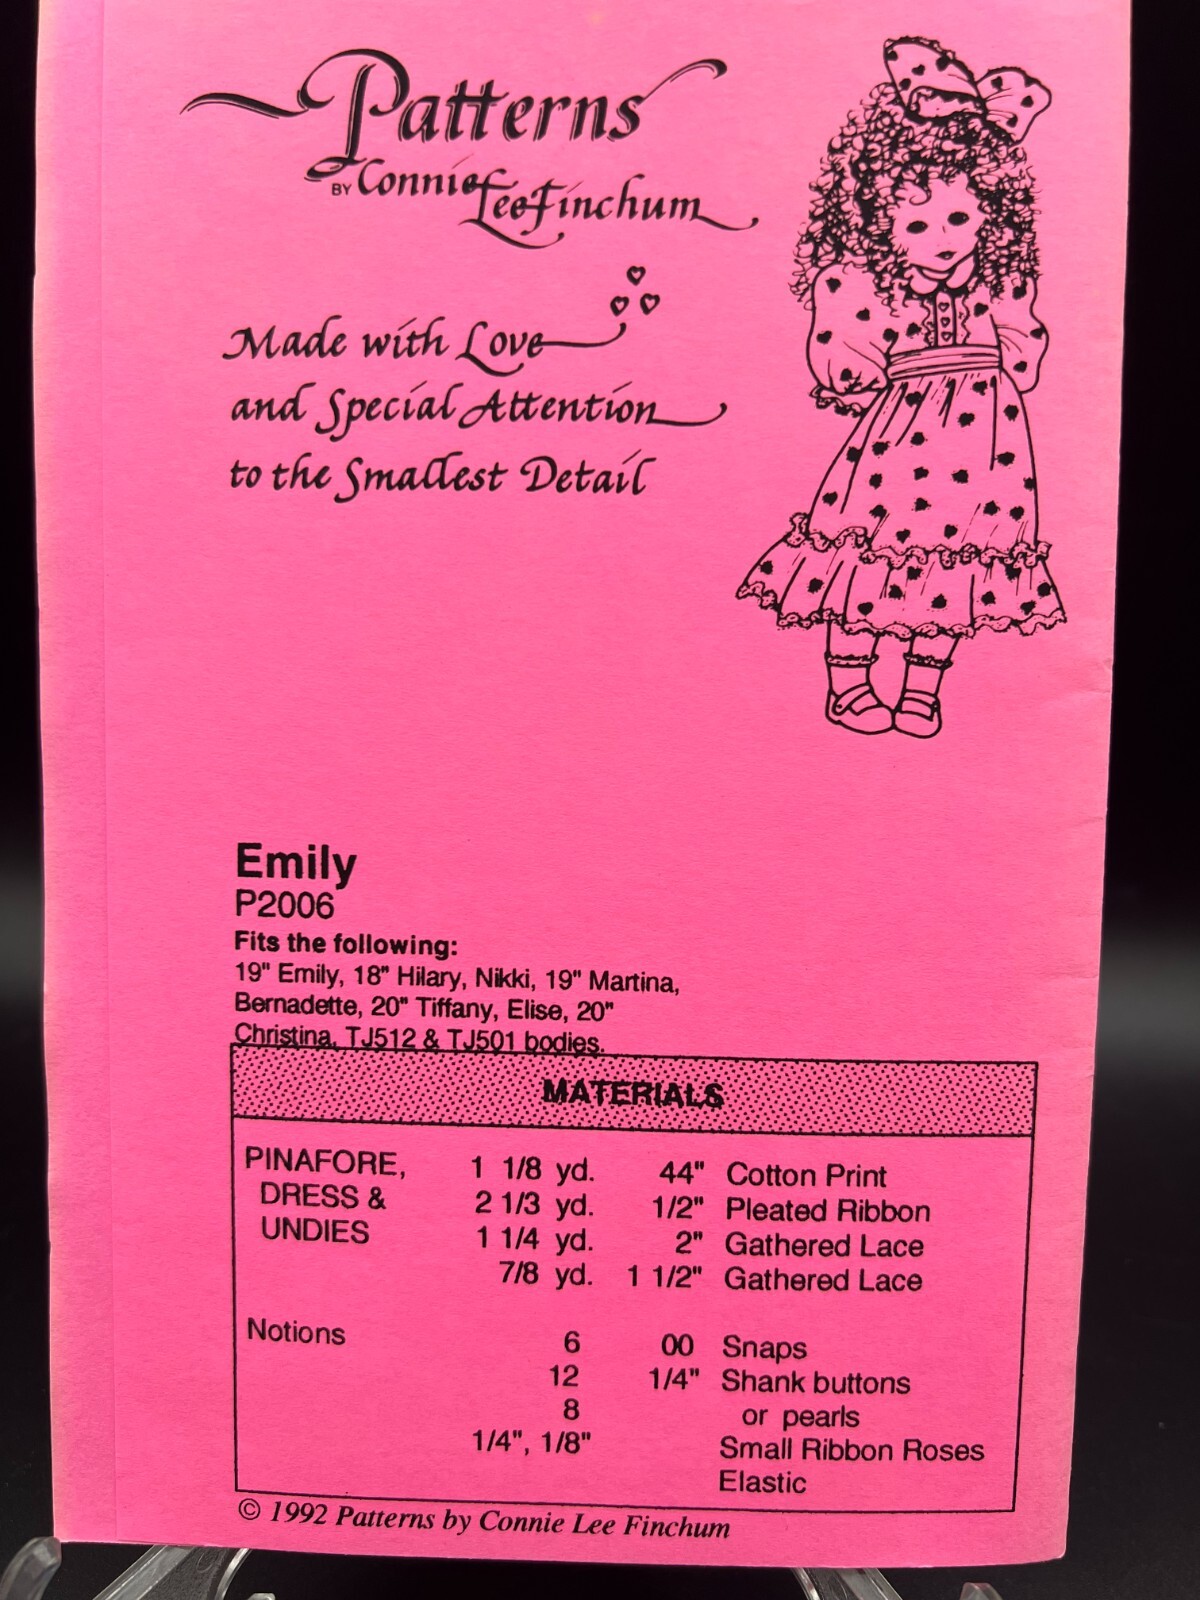 Patterns
BY Connie
Lee Finchum
Made with Love
and Special Attention
to the Smallest Detail
Emily
P2006
Fits the following:
19" Emily, 18" Hilary, Nikki, 19" Martina,
Bernadette, 20" Tiffany, Elise, 20"
Christina, TJ512 & TJ501 bodies.
MATERIALS
PINAFORE, 1 1/8 yd. 44" Cotton Print
DRESS & 2 1/3 yd. 1/2" Pleated Ribbon
UNDIES 1 1/4 yd. 2" Gathered Lace
7/8 yd. 1 1/2" Gathered Lace
Notions 6 00 Snaps
12 1/4" Shank buttons
8 or pearls
1/4", 1/8" Small Ribbon Roses
Elastic
© 1992 Patterns by Connie Lee Finchum